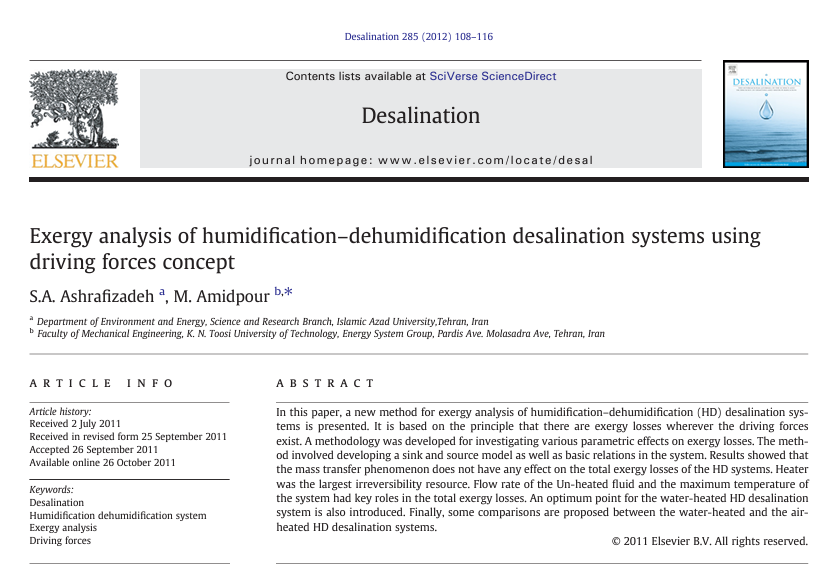 Desalination 285 (2012) 108–116
Contents lists available at SciVerse ScienceDirect
Desalination
journal homepage: www.elsevier.com/locate/desal
ELSEVIER
DESALINATION
Exergy analysis of humidification–dehumidification desalination systems using
driving forces concept
S.A. Ashrafizadeh a, M. Amidpour b,*
a Department of Environment and Energy, Science and Research Branch, Islamic Azad University,Tehran, Iran
b Faculty of Mechanical Engineering, K. N. Toosi University of Technology, Energy System Group, Pardis Ave. Molasadra Ave, Tehran, Iran
ARTICLE INFO
Article history:
Received 2 July 2011
Received in revised form 25 September 2011
Accepted 26 September 2011
Available online 26 October 2011
Keywords:
Desalination
Humidification dehumidification system
Exergy analysis
Driving forces
ABSTRACT
In this paper, a new method for exergy analysis of humidification–dehumidification (HD) desalination sys-
tems is presented. It is based on the principle that there are exergy losses wherever the driving forces
exist. A methodology was developed for investigating various parametric effects on exergy losses. The meth-
od involved developing a sink and source model as well as basic relations in the system. Results showed that
the mass transfer phenomenon does not have any effect on the total exergy losses of the HD systems. Heater
was the largest irreversibility resource. Flow rate of the Un-heated fluid and the maximum temperature of
the system had key roles in the total exergy losses. An optimum point for the water-heated HD desalination
system is also introduced. Finally, some comparisons are proposed between the water-heated and the air-
heated HD desalination systems.
© 2011 Elsevier B.V. All rights reserved.